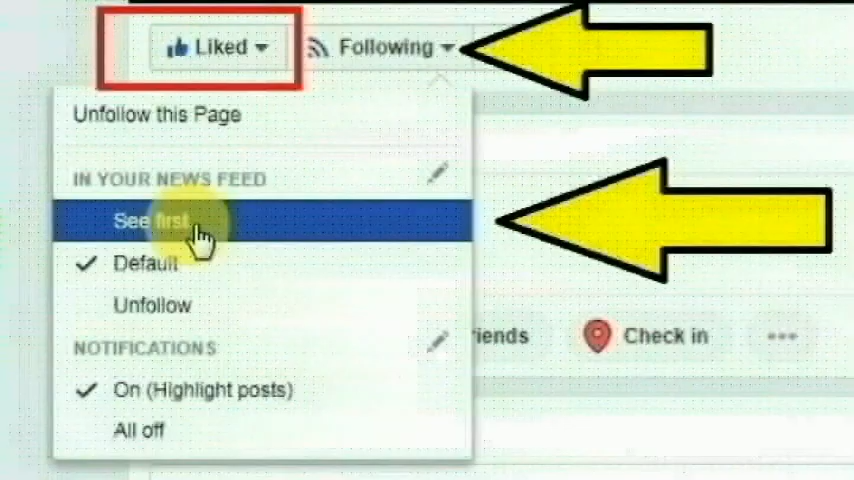 Liked Following
Unfollow this Page
IN YOUR NEWS FEED
See first
Default
Unfollow
NOTIFICATIONS
riends Check in
On (Highlight posts)
All off